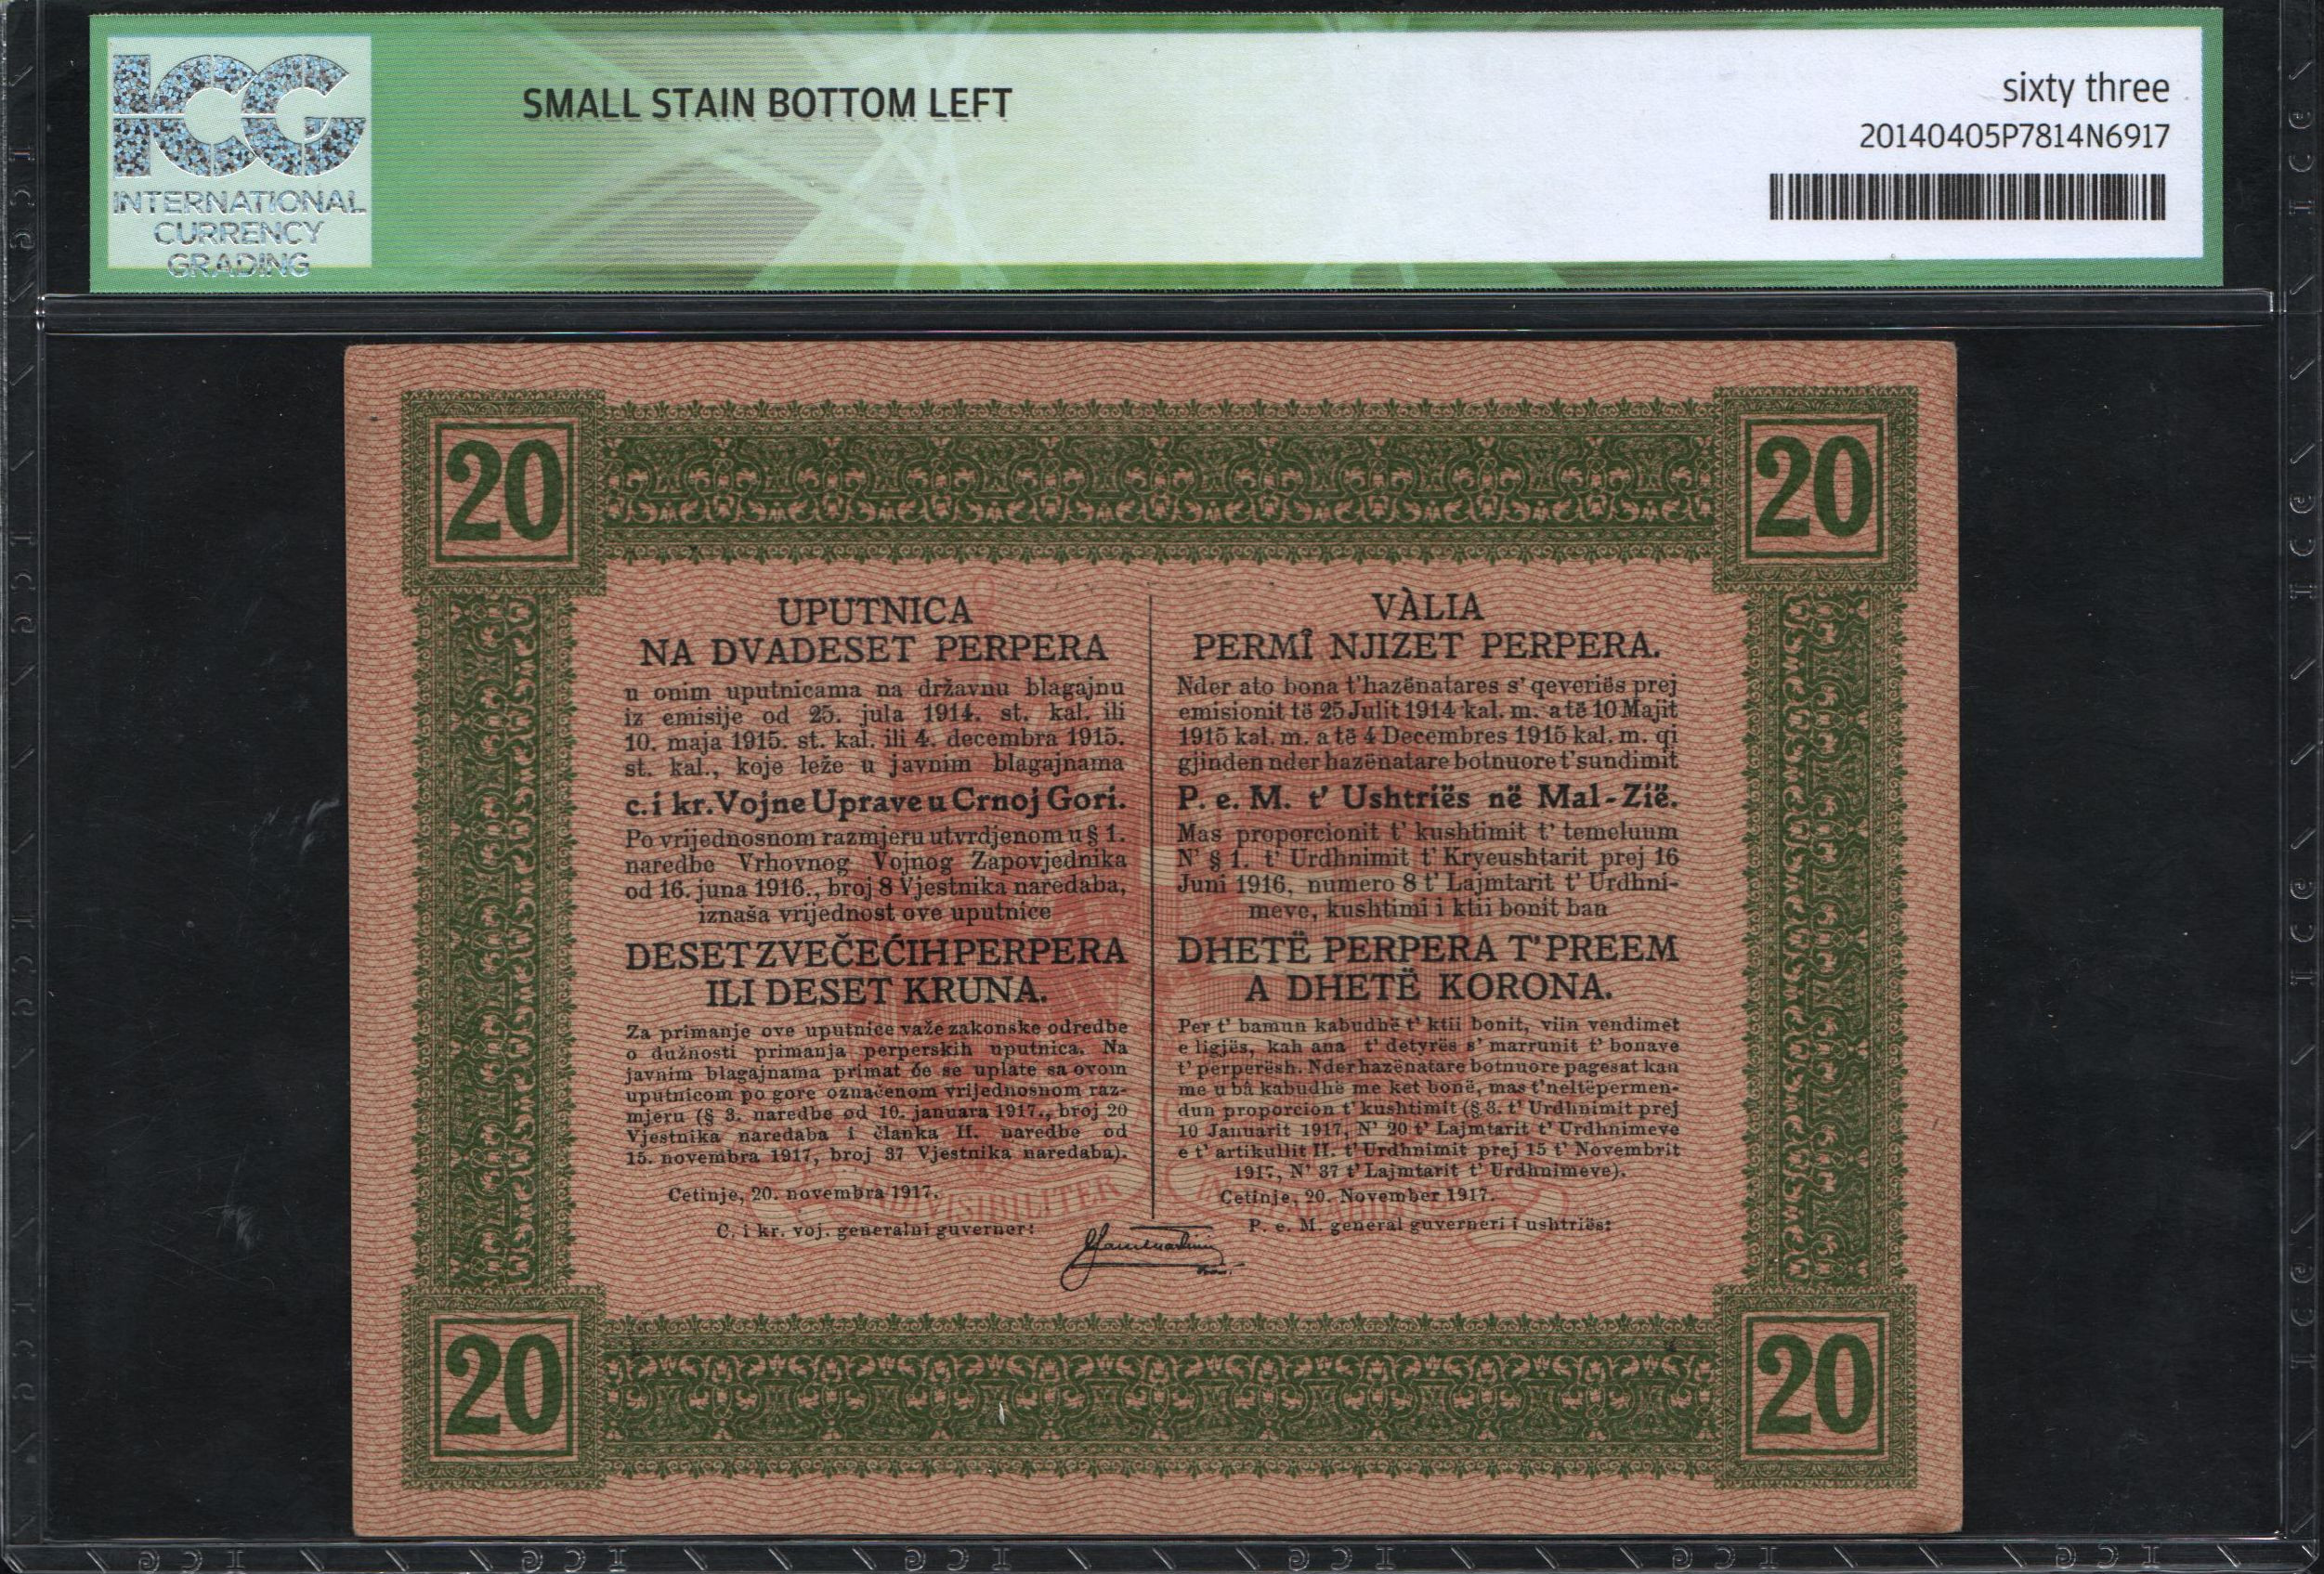 ICG
INTERNATIONAL
CURRENCY
GRADING
SMALL STAIN BOTTOM LEFT
sixty three
20140405P7814N6917
20
20
UPUTNICA
NA DVADESET PERPERA
u onim uputnicama na državnu blagajnu
iz emisije od 25. jula 1914. st. kal. ili
10. maja 1915. st. kal. ili 4. decembra 1915.
st. kal., koje leže u javnim blagajnama
c. i kr. Vojne Uprave u Crnoj Gori.
Po vrijednosnom razmjeru utvrdjenom u § 1.
naredbe Vrhovnog Vojnog Zapovjednika
od 16. juna 1916., broj 8 Vjestnika naredaba,
iznaša vrijednost ove uputnice
DESET ZVEČEĆIH PERPERA
ILI DESET KRUNA.
Za primanje ove uputnice važe zakonske odredbe
o dužnosti primanja perperskih uputnica. Na
javnim blagajnama primat će se uplate sa ovom
uputnicom po gore označenom vrijednosnom raz-
mjeru (§ 3. naredbe od 10. januara 1917., broj 20
Vjestnika naredaba i članka II. naredbe od
15. novembra 1917, broj 37 Vjestnika naredaba).
Cetinje, 20. novembra 1917.
C. i kr. voj. generalni guverner:
VÀLIA
PERMÎ NJIZET PERPERA.
Nder ato bona t' hazënatares s' qeveriës prej
emisionit të 25 Julit 1914 kal. m. a të 10 Majit
1915 kal. m. a të 4 Decembres 1915 kal. m. qi
gjinden nder hazënatare botnuore t' sundimit
P. e. M. t' Ushtriës në Mal-Zië.
Mas proporcionit t' kushtimit t' temeluum
N' § 1. t' Urdhnimit t' Kryeushtarit prej 16
Juni 1916, numero 8 t' Lajmtarit t' Urdhni-
meve, kushtimi i ktii bonit ban
DHETË PERPERA T' PREEM
A DHETË KORONA.
Per t' bamun kabudhë t' ktii bonit, viin vendimet
e ligjës, kah ana t' detyrës s' marrunit t' bonave
t' perperësh. Nder hazënatare botnuore pagesat kan
me u bâ kabudhë me ket bonë, mas t' neltëpermen-
dun proporcion t' kushtimit (§ 3. t' Urdhnimit prej
10 Januarit 1917, N' 20 t' Lajmtarit t' Urdhnimeve
e t' artikullit II. t' Urdhnimit prej 15 t' Novembrit
1917, N' 37 t' Lajmtarit t' Urdhnimeve).
Cetinje, 20. November 1917.
P. e. M. general guverneri i ushtriës:
INDIVISIBILITER AC INSEPARABILITER
20
20